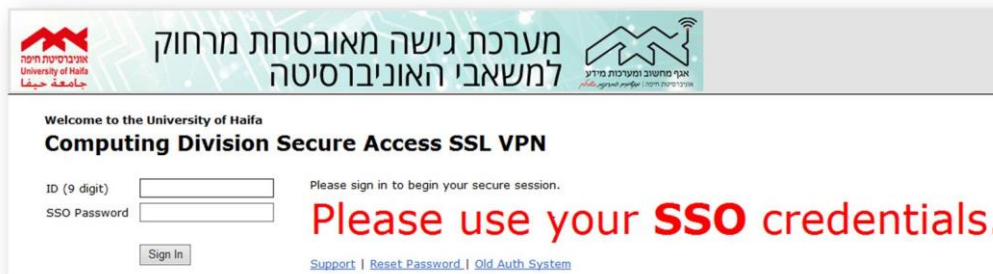 אוניברסיטת חיפה
University of Haifa
جامعة حيفا
מערכת גישה מאובטחת מרחוק
למשאבי האוניברסיטה
אגף מחשוב ומערכות מידע
אוניברסיטת חיפה |
Welcome to the University of Haifa
Computing Division Secure Access SSL VPN
ID (9 digit)
SSO Password
Sign In
Please sign in to begin your secure session.
Please use your SSO credentials.
Support | Reset Password | Old Auth System